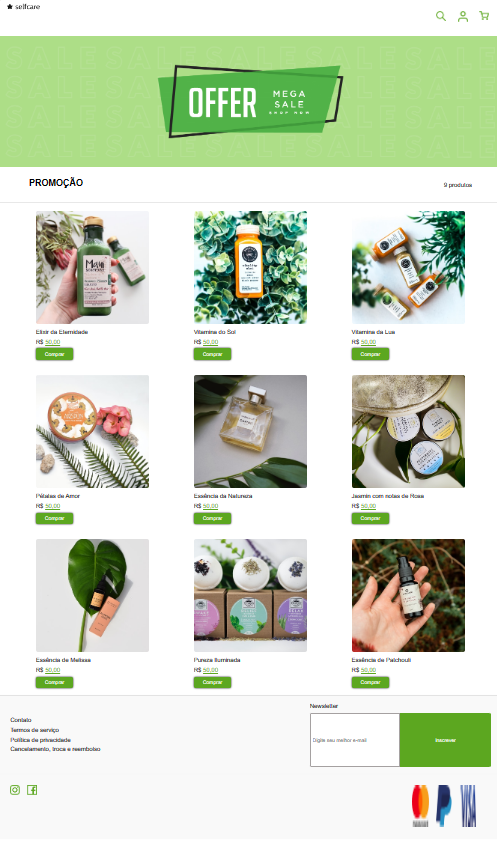 selfcare
OFFER
MEGA
SALE
SHOP NOW
PROMOÇÃO
9 produtos
Elixir da Eternidade
R$ 50,00
Comprar
Vitamina do Sol
R$ 50,00
Comprar
Vitamina da Lua
R$ 50,00
Comprar
Pétalas de Amor
R$ 50,00
Comprar
Essência da Natureza
R$ 50,00
Comprar
Jasmin com notas de Rosa
R$ 50,00
Comprar
Essência de Melissa
R$ 50,00
Comprar
Pureza Iluminada
R$ 50,00
Comprar
Essência de Patchouli
R$ 50,00
Comprar
Contato
Termos de serviço
Política de privacidade
Cancelamento, troca e reembolso
Newsletter
Digite seu melhor e-mail
Inscrever